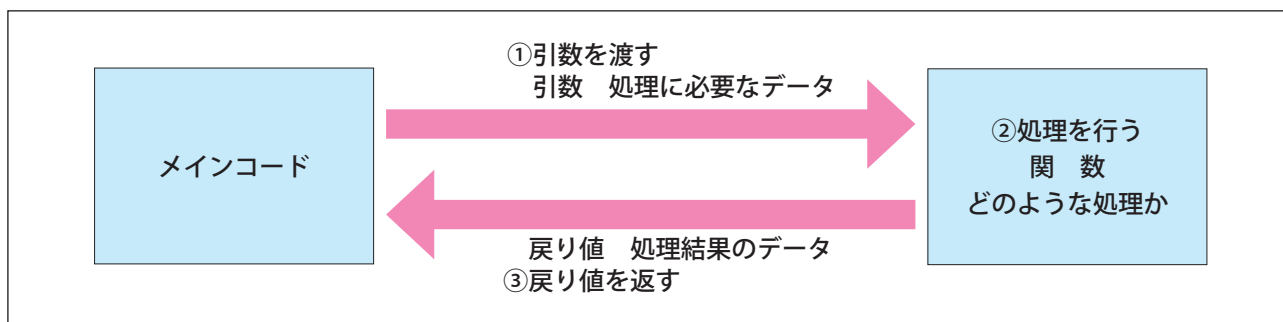 ①引数を渡す
引数　処理に必要なデータ
メインコード
②処理を行う
関　数
どのような処理か
戻り値　処理結果のデータ
③戻り値を返す